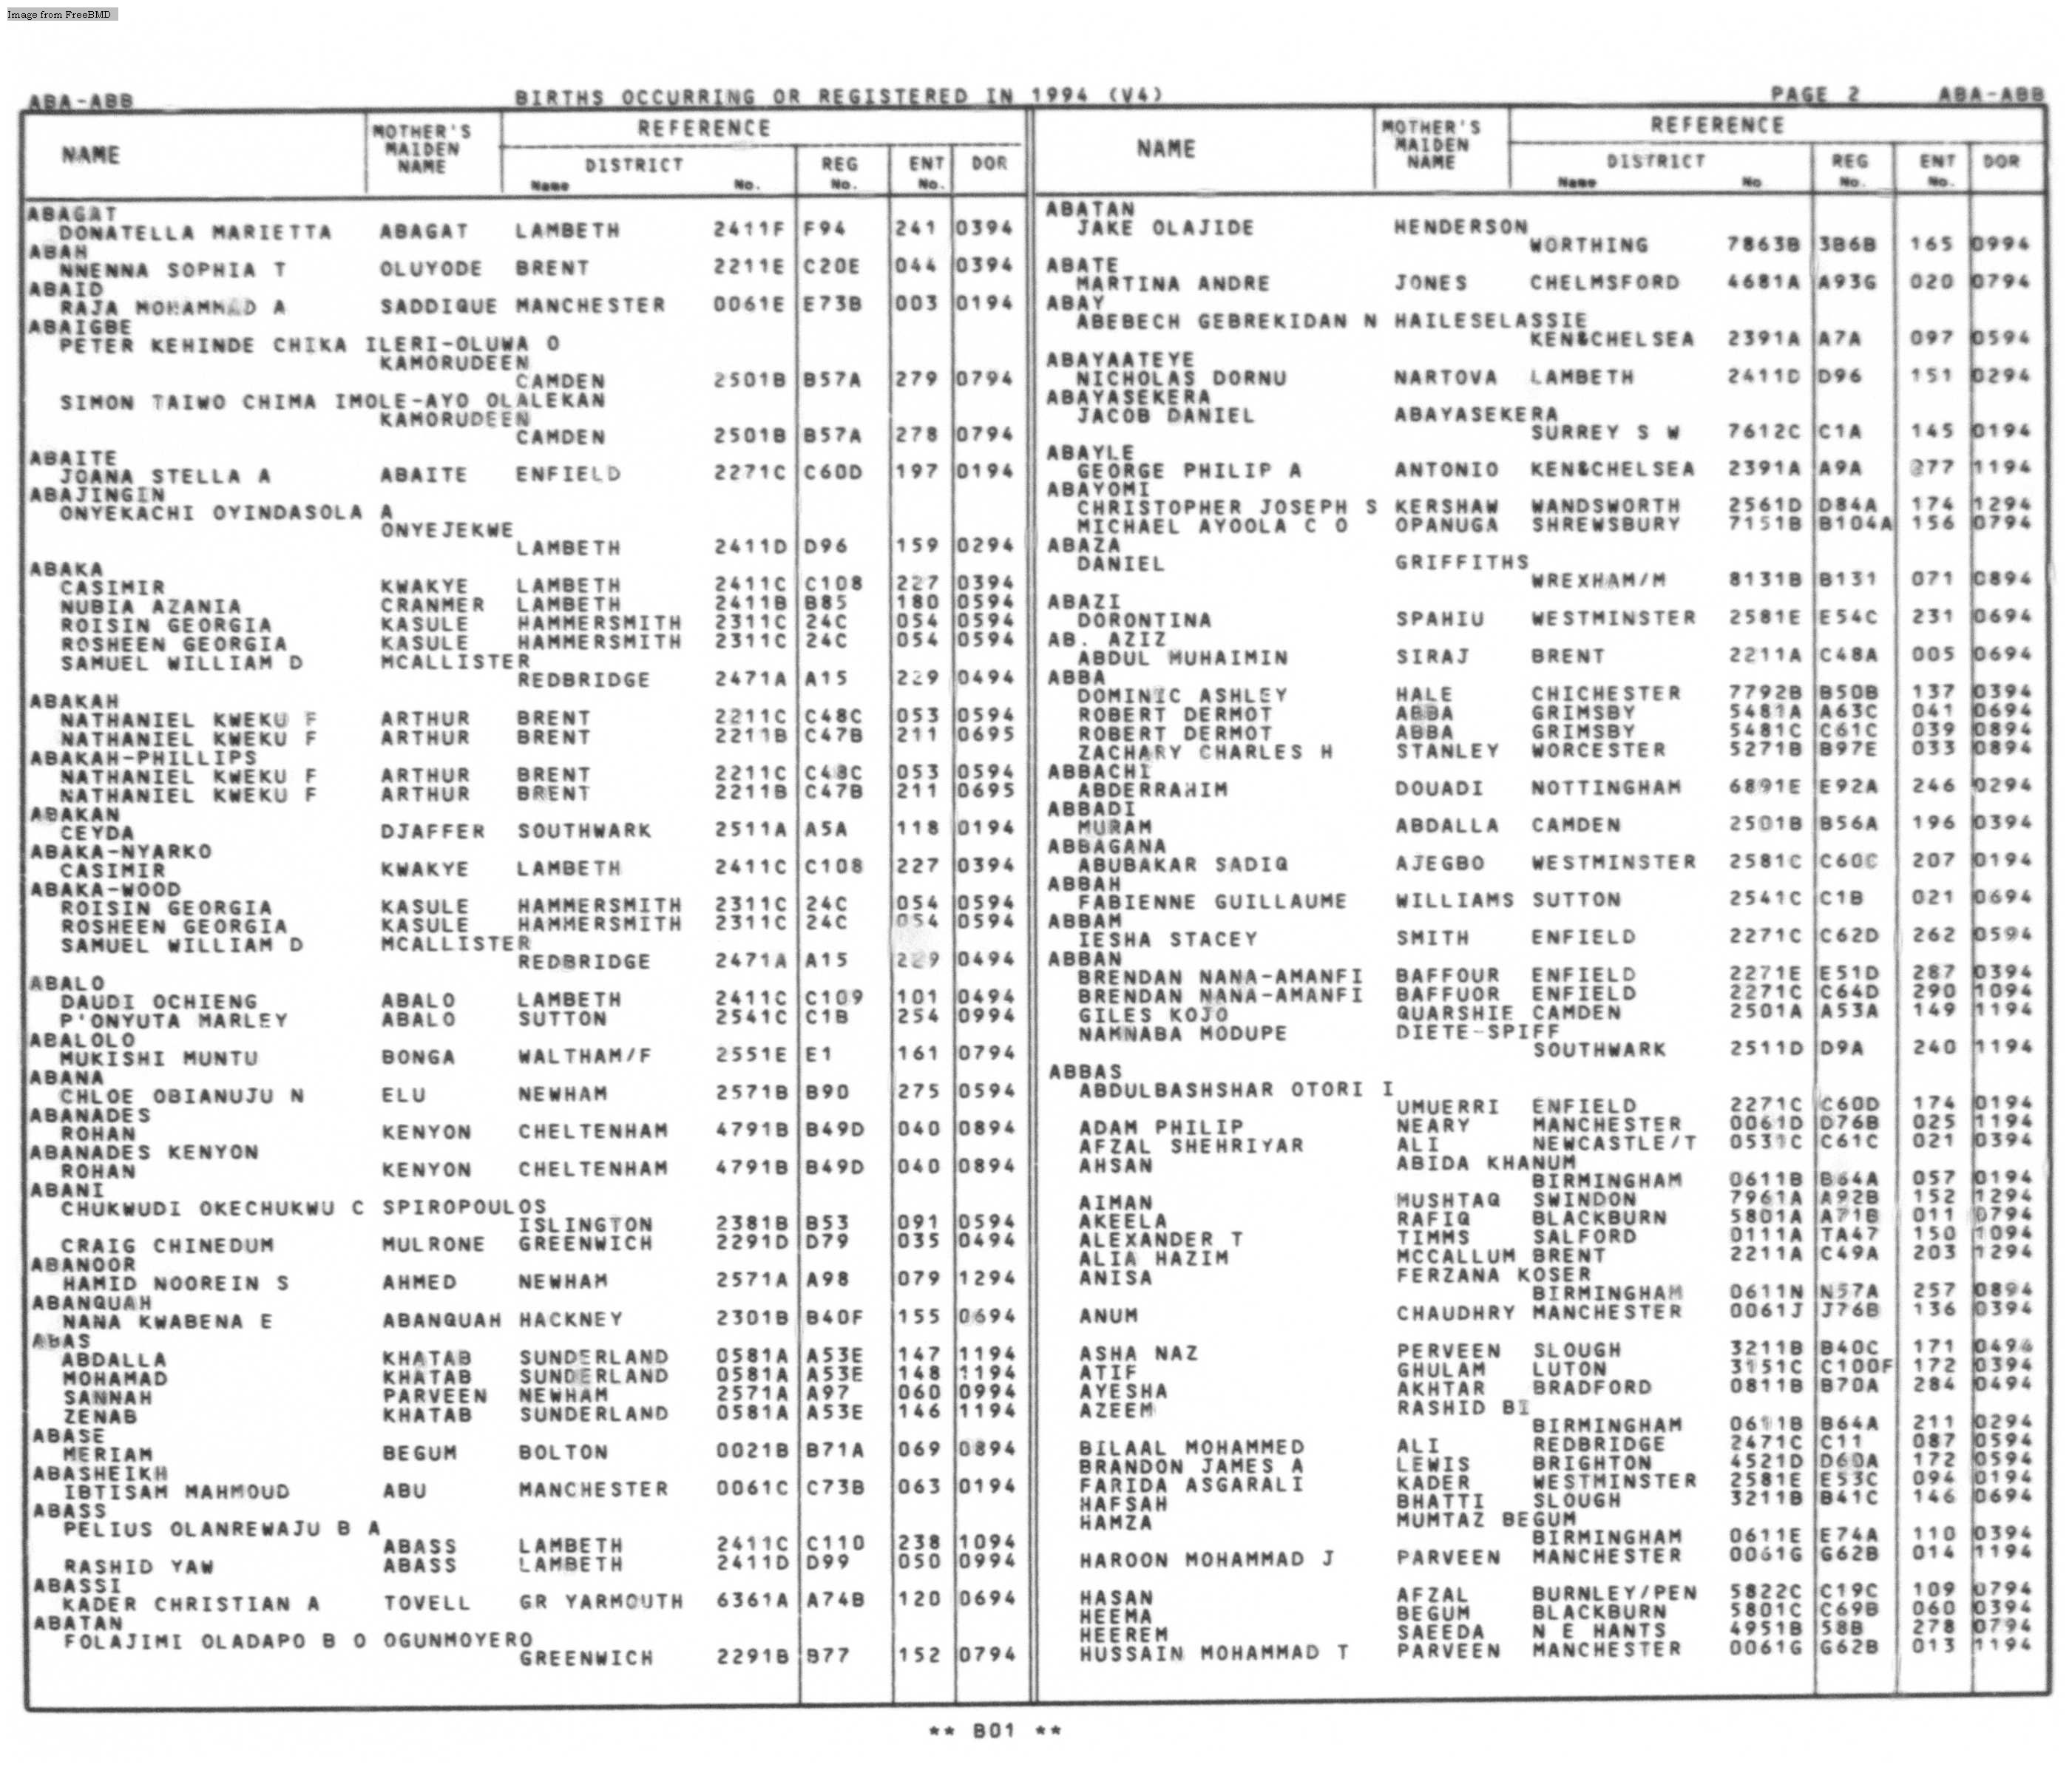 Image from FreeBMD
ABA-ABB BIRTHS OCCURRING OR REGISTERED IN 1994 (V4) PAGE 2 ABA-ABB
NAME MOTHER'S MAIDEN NAME REFERENCE
DISTRICT REG ENT DOR
Name No. No. No.
ABAGAT
DONATELLA MARIETTA ABAGAT LAMBETH 2411F F94 241 0394
ABAH
NNENNA SOPHIA T OLUYODE BRENT 2211E C20E 044 0394
ABAID
RAJA MOHAMMAD A SADDIQUE MANCHESTER 0061E E73B 003 0194
ABAIGBE
PETER KEHINDE CHIKA ILERI-OLUWA O
KAMORUDEEN
CAMDEN 2501B B57A 279 0794
SIMON TAIWO CHIMA IMOLE-AYO OLALEKAN
KAMORUDEEN
CAMDEN 2501B B57A 278 0794
ABAITE
JOANA STELLA A ABAITE ENFIELD 2271C C60D 197 0194
ABAJINGIN
ONYEKACHI OYINDASOLA A
ONYEJEKWE
LAMBETH 2411D D96 159 0294
ABAKA
CASIMIR KWAKYE LAMBETH 2411C C108 227 0394
NUBIA AZANIA CRANMER LAMBETH 2411B B85 180 0594
ROISIN GEORGIA KASULE HAMMERSMITH 2311C 24C 054 0594
ROSHEEN GEORGIA KASULE HAMMERSMITH 2311C 24C 054 0594
SAMUEL WILLIAM D MCALLISTER
REDBRIDGE 2471A A15 229 0494
ABAKAH
NATHANIEL KWEKU F ARTHUR BRENT 2211C C48C 053 0594
NATHANIEL KWEKU F ARTHUR BRENT 2211B C47B 211 0695
ABAKAH-PHILLIPS
NATHANIEL KWEKU F ARTHUR BRENT 2211C C48C 053 0594
NATHANIEL KWEKU F ARTHUR BRENT 2211B C47B 211 0695
ABAKAN
CEYDA DJAFFER SOUTHWARK 2511A A5A 118 0194
ABAKA-NYARKO
CASIMIR KWAKYE LAMBETH 2411C C108 227 0394
ABAKA-WOOD
ROISIN GEORGIA KASULE HAMMERSMITH 2311C 24C 054 0594
ROSHEEN GEORGIA KASULE HAMMERSMITH 2311C 24C 054 0594
SAMUEL WILLIAM D MCALLISTER
REDBRIDGE 2471A A15 229 0494
ABALO
DAUDI OCHIENG ABALO LAMBETH 2411C C109 101 0494
P'ONYUTA MARLEY ABALO SUTTON 2541C C1B 254 0994
ABALOLO
MUKISHI MUNTU BONGA WALTHAM/F 2551E E1 161 0794
ABANA
CHLOE OBIANUJU N ELU NEWHAM 2571B B90 275 0594
ABANADES
ROHAN KENYON CHELTENHAM 4791B B49D 040 0894
ABANADES KENYON
ROHAN KENYON CHELTENHAM 4791B B49D 040 0894
ABANI
CHUKWUDI OKECHUKWU C SPIROPOULOS
ISLINGTON 2381B B53 091 0594
CRAIG CHINEDUM MULRONE GREENWICH 2291D D79 035 0494
ABANOOR
HAMID NOOREIN S AHMED NEWHAM 2571A A98 079 1294
ABANQUAH
NANA KWABENA E ABANQUAH HACKNEY 2301B B40F 155 0694
ABAS
ABDALLA KHATAB SUNDERLAND 0581A A53E 147 1194
MOHAMAD KHATAB SUNDERLAND 0581A A53E 148 1194
SANNAH PARVEEN NEWHAM 2571A A97 060 0994
ZENAB KHATAB SUNDERLAND 0581A A53E 146 1194
ABASE
MERIAM BEGUM BOLTON 0021B B71A 069 0894
ABASHEIKH
IBTISAM MAHMOUD ABU MANCHESTER 0061C C73B 063 0194
ABASS
PELIUS OLANREWAJU B A
ABASS LAMBETH 2411C C110 238 1094
RASHID YAW ABASS LAMBETH 2411D D99 050 0994
ABASSI
KADER CHRISTIAN A TOVELL GR YARMOUTH 6361A A74B 120 0694
ABATAN
FOLAJIMI OLADAPO B O OGUNMOYERO
GREENWICH 2291B B77 152 0794
NAME MOTHER'S MAIDEN NAME REFERENCE
DISTRICT REG ENT DOR
Name No No. No.
ABATAN
JAKE OLAJIDE HENDERSON
WORTHING 7863B 3B6B 165 0994
ABATE
MARTINA ANDRE JONES CHELMSFORD 4681A A93G 020 0794
ABAY
ABEBECH GEBREKIDAN N HAILESELASSIE
KEN&CHELSEA 2391A A7A 097 0594
ABAYAATEYE
NICHOLAS DORNU NARTOVA LAMBETH 2411D D96 151 0294
ABAYASEKERA
JACOB DANIEL ABAYASEKERA
SURREY S W 7612C C1A 145 0194
ABAYLE
GEORGE PHILIP A ANTONIO KEN&CHELSEA 2391A A9A 277 1194
ABAYOMI
CHRISTOPHER JOSEPH S KERSHAW WANDSWORTH 2561D D84A 174 1294
MICHAEL AYOOLA C O OPANUGA SHREWSBURY 7151B B104A 156 0794
ABAZA
DANIEL GRIFFITHS
WREXHAM/M 8131B B131 071 0894
ABAZI
DORONTINA SPAHIU WESTMINSTER 2581E E54C 231 0694
AB. AZIZ
ABDUL MUHAIMIN SIRAJ BRENT 2211A C48A 005 0694
ABBA
DOMINIC ASHLEY HALE CHICHESTER 7792B B50B 137 0394
ROBERT DERMOT ABBA GRIMSBY 5481A A63C 041 0694
ROBERT DERMOT ABBA GRIMSBY 5481C C61C 039 0894
ZACHARY CHARLES H STANLEY WORCESTER 5271B B97E 033 0894
ABBACHI
ABDERRAHIM DOUADI NOTTINGHAM 6891E E92A 246 0294
ABBADI
MURAM ABDALLA CAMDEN 2501B B56A 196 0394
ABBAGANA
ABUBAKAR SADIQ AJEGBO WESTMINSTER 2581C C60C 207 0194
ABBAH
FABIENNE GUILLAUME WILLIAMS SUTTON 2541C C1B 021 0694
ABBAM
IESHA STACEY SMITH ENFIELD 2271C C62D 262 0594
ABBAN
BRENDAN NANA-AMANFI BAFFOUR ENFIELD 2271E E51D 287 0394
BRENDAN NANA-AMANFI BAFFUOR ENFIELD 2271C C64D 290 1094
GILES KOJO QUARSHIE CAMDEN 2501A A53A 149 1194
NAMNABA MODUPE DIETE-SPIFF
SOUTHWARK 2511D D9A 240 1194
ABBAS
ABDULBASHSHAR OTORI I
UMUERRI ENFIELD 2271C C60D 174 0194
ADAM PHILIP NEARY MANCHESTER 0061D D76B 025 1194
AFZAL SHEHRIYAR ALI NEWCASTLE/T 0531C C61C 021 0394
AHSAN ABIDA KHANUM
BIRMINGHAM 0611B B64A 057 0194
AIMAN MUSHTAQ SWINDON 7961A A92B 152 1294
AKEELA RAFIQ BLACKBURN 5801A A71B 011 0794
ALEXANDER T TIMMS SALFORD 0111A TA47 150 1094
ALIA HAZIM MCCALLUM BRENT 2211A C49A 203 1294
ANISA FERZANA KOSER
BIRMINGHAM 0611N N57A 257 0894
ANUM CHAUDHRY MANCHESTER 0061J J76B 136 0394
ASHA NAZ PERVEEN SLOUGH 3211B B40C 171 0494
ATIF GHULAM LUTON 3151C C100F 172 0394
AYESHA AKHTAR BRADFORD 0811B B70A 284 0494
AZEEM RASHID BI
BIRMINGHAM 0611B B64A 211 0294
BILAAL MOHAMMED ALI REDBRIDGE 2471C C11 087 0594
BRANDON JAMES A LEWIS BRIGHTON 4521D D60A 172 0594
FARIDA ASGARALI KADER WESTMINSTER 2581E E53C 094 0194
HAFSAH BHATTI SLOUGH 3211B B41C 146 0694
HAMZA MUMTAZ BEGUM
BIRMINGHAM 0611E E74A 110 0394
HAROON MOHAMMAD J PARVEEN MANCHESTER 0061G G62B 014 1194
HASAN AFZAL BURNLEY/PEN 5822C C19C 109 0794
HEEMA BEGUM BLACKBURN 5801C C69B 060 0394
HEEREM SAEEDA N E HANTS 4951B 58B 278 0794
HUSSAIN MOHAMMAD T PARVEEN MANCHESTER 0061G G62B 013 1194
** B01 **